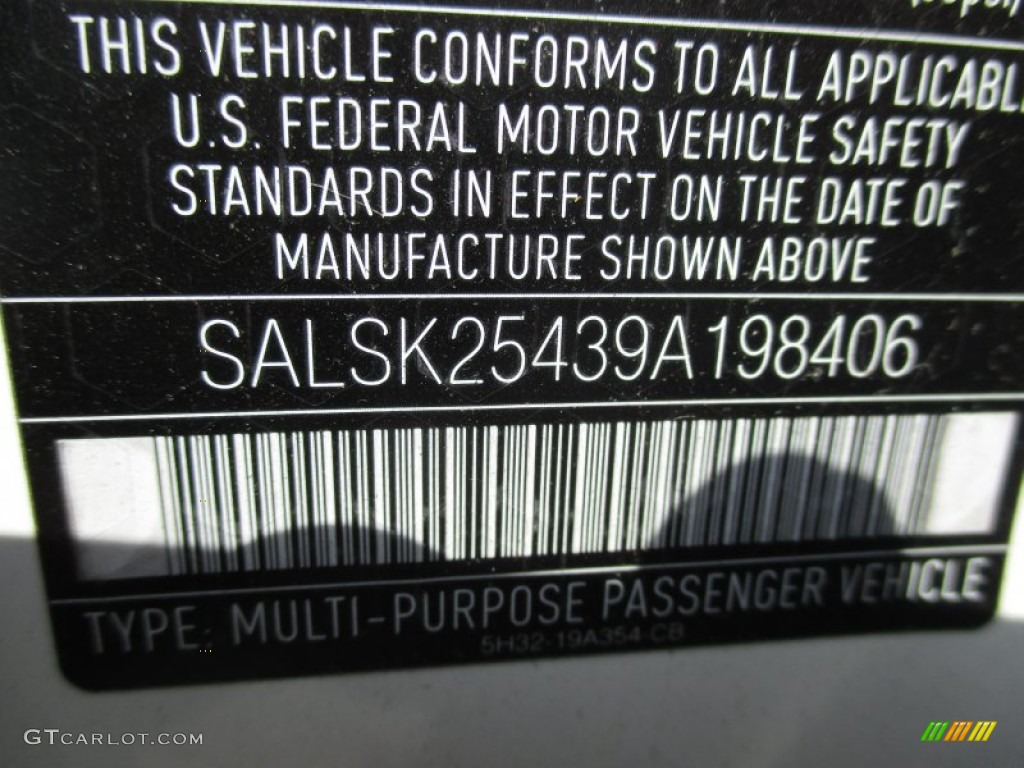 THIS VEHICLE CONFORMS TO ALL APPLICABL
U.S. FEDERAL MOTOR VEHICLE SAFETY
STANDARDS IN EFFECT ON THE DATE OF
MANUFACTURE SHOWN ABOVE
SALSK25439A198406
TYPE: MULTI-PURPOSE PASSENGER VEHICLE
5H32-19A354-CB
GTCARLOT.COM